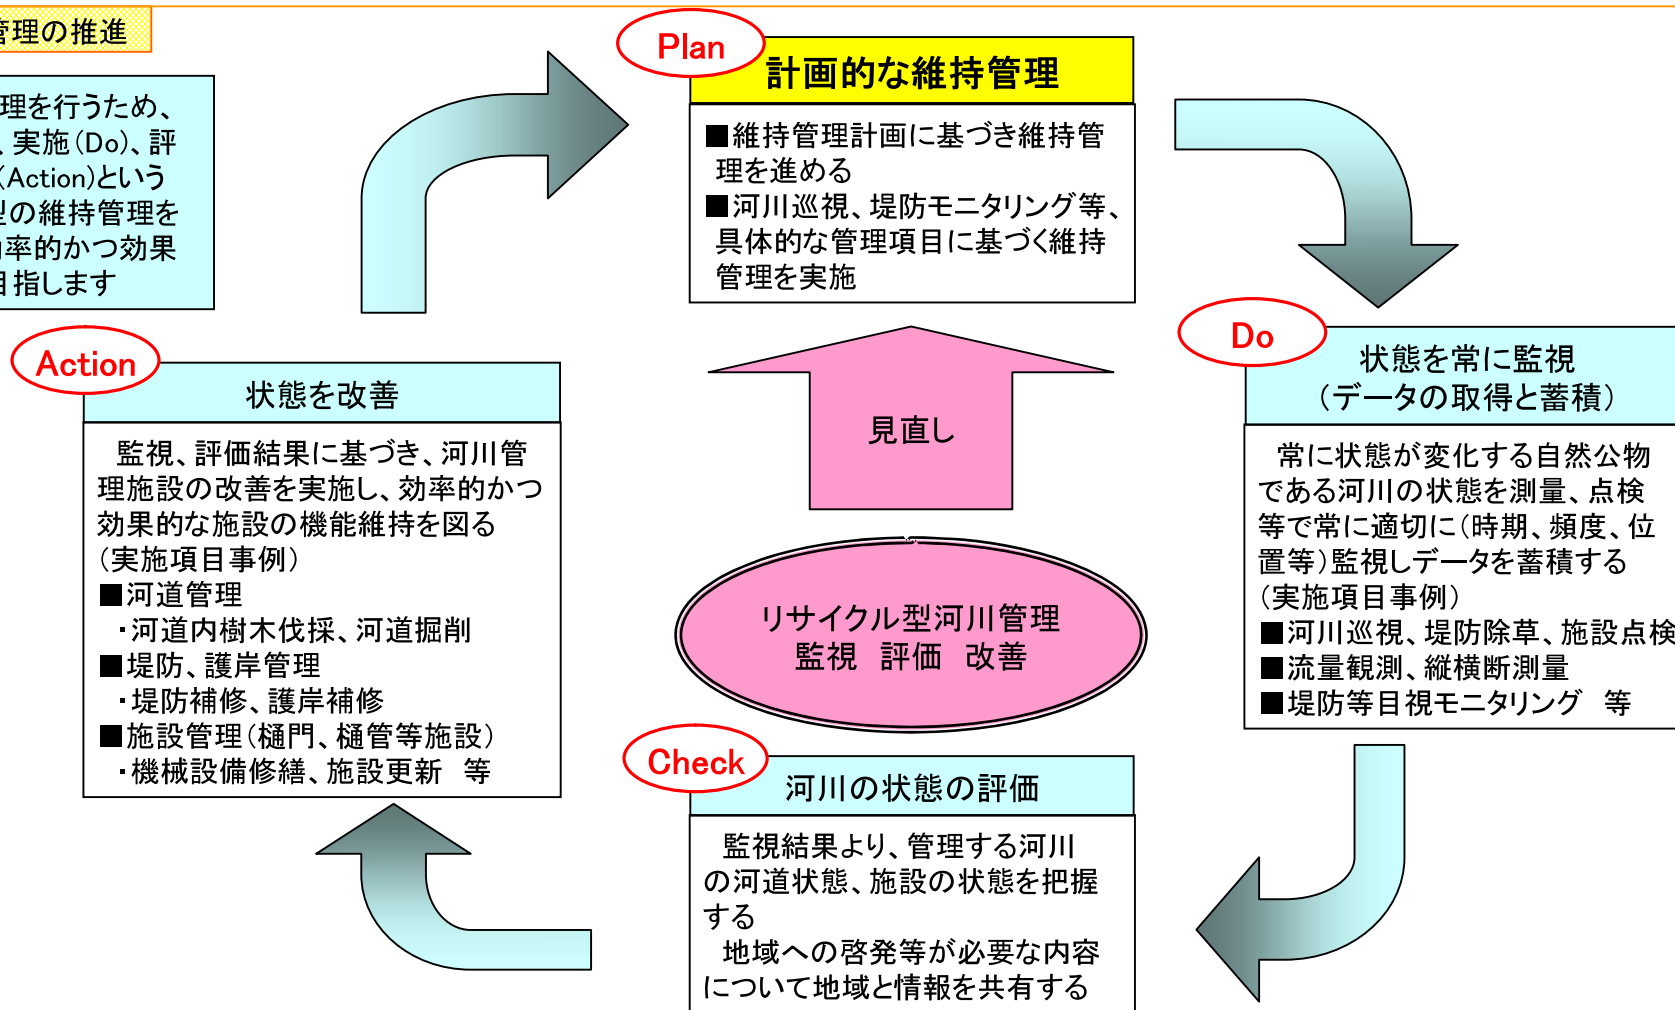 管理の推進
理を行うため、
、実施(Do)、評
(Action)という
型の維持管理を
効率的かつ効果
目指します
Plan
計画的な維持管理
■維持管理計画に基づき維持管
理を進める
■河川巡視、堤防モニタリング等、
具体的な管理項目に基づく維持
管理を実施
Do
状態を常に監視
(データの取得と蓄積)
常に状態が変化する自然公物
である河川の状態を測量、点検
等で常に適切に(時期、頻度、位
置等)監視しデータを蓄積する
(実施項目事例)
■河川巡視、堤防除草、施設点検
■流量観測、縦横断測量
■堤防等目視モニタリング 等
見直し
リサイクル型河川管理
監視 評価 改善
Check
河川の状態の評価
監視結果より、管理する河川
の河道状態、施設の状態を把握
する
地域への啓発等が必要な内容
について地域と情報を共有する
Action
状態を改善
監視、評価結果に基づき、河川管
理施設の改善を実施し、効率的かつ
効果的な施設の機能維持を図る
(実施項目事例)
■河道管理
・河道内樹木伐採、河道掘削
■堤防、護岸管理
・堤防補修、護岸補修
■施設管理(樋門、樋管等施設)
・機械設備修繕、施設更新 等